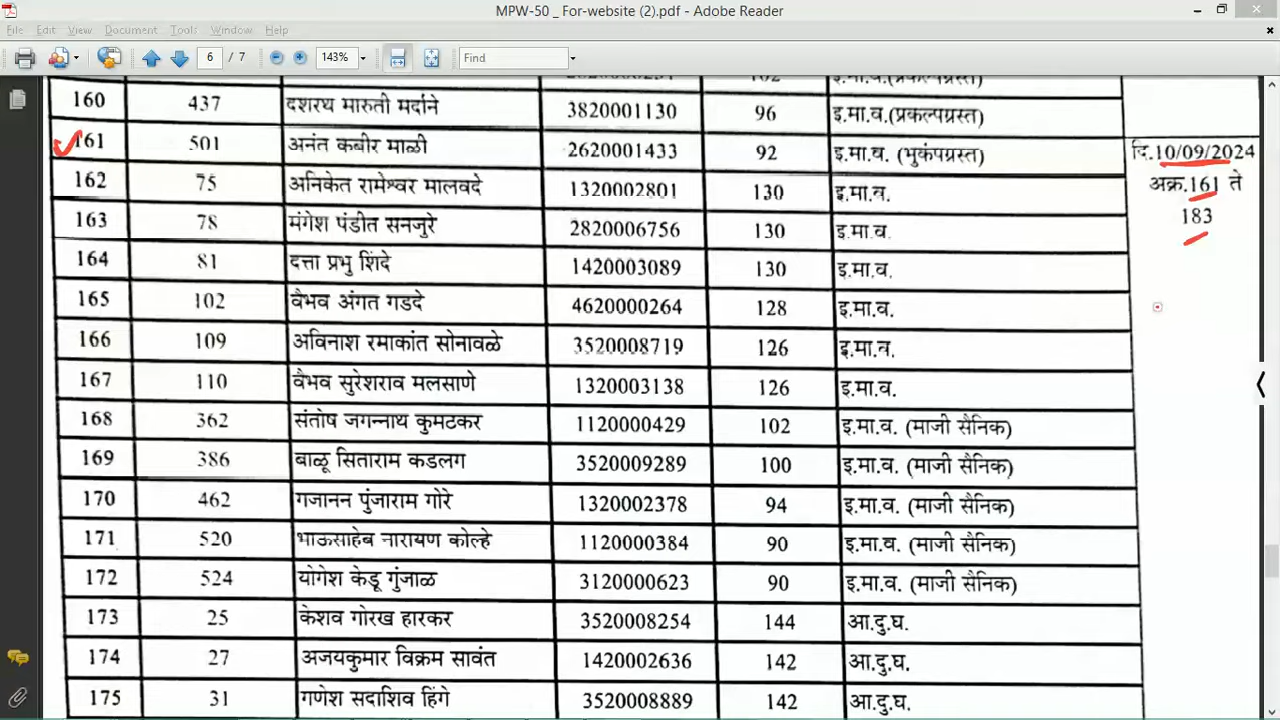 MPW-50 _ For-website (2).pdf - Adobe Reader
File Edit View Document Tools Window Help
6 / 7 143% Find
160 437 दशरथ मारुती मर्दाने 3820001130 96 इ.मा.व.(प्रकल्पग्रस्त)
161 501 अनंत कबीर माळी 2620001433 92 इ.मा.व. (भुकंपग्रस्त) दि.10/09/2024
162 75 अनिकेत रामेश्वर मालवदे 1320002801 130 इ.मा.व. अक्र.161 ते
163 78 मंगेश पंडीत सनजुरे 2820006756 130 इ.मा.व. 183
164 81 दत्ता प्रभु शिंदे 1420003089 130 इ.मा.व.
165 102 वैभव अंगत गडदे 4620000264 128 इ.मा.व.
166 109 अविनाश रमाकांत सोनावळे 3520008719 126 इ.मा.व.
167 110 वैभव सुरेशराव मलसाणे 1320003138 126 इ.मा.व.
168 362 संतोष जगन्नाथ कुमटकर 1120000429 102 इ.मा.व. (माजी सैनिक)
169 386 बाळू सिताराम कडलग 3520009289 100 इ.मा.व. (माजी सैनिक)
170 462 गजानन पुंजाराम गोरे 1320002378 94 इ.मा.व. (माजी सैनिक)
171 520 भाऊसाहेब नारायण कोल्हे 1120000384 90 इ.मा.व. (माजी सैनिक)
172 524 योगेश केडू गुंजाळ 3120000623 90 इ.मा.व. (माजी सैनिक)
173 25 केशव गोरख हारकर 3520008254 144 आ.दु.घ.
174 27 अजयकुमार विक्रम सावंत 1420002636 142 आ.दु.घ.
175 31 गणेश सदाशिव हिंगे 3520008889 142 आ.दु.घ.